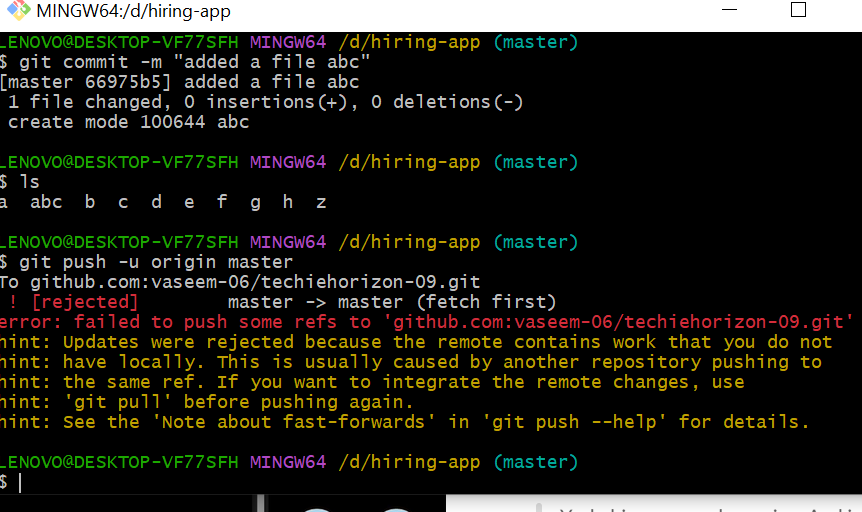 MINGW64:/d/hiring-app
LENOVO@DESKTOP-VF77SFH MINGW64 /d/hiring-app (master)
$ git commit -m "added a file abc"
[master 66975b5] added a file abc
1 file changed, 0 insertions(+), 0 deletions(-)
create mode 100644 abc
LENOVO@DESKTOP-VF77SFH MINGW64 /d/hiring-app (master)
$ ls
a abc b c d e f g h z
LENOVO@DESKTOP-VF77SFH MINGW64 /d/hiring-app (master)
$ git push -u origin master
To github.com:vaseem-06/techiehorizon-09.git
! [rejected] master -> master (fetch first)
error: failed to push some refs to 'github.com:vaseem-06/techiehorizon-09.git'
hint: Updates were rejected because the remote contains work that you do not
hint: have locally. This is usually caused by another repository pushing to
hint: the same ref. If you want to integrate the remote changes, use
hint: 'git pull' before pushing again.
hint: See the 'Note about fast-forwards' in 'git push --help' for details.
LENOVO@DESKTOP-VF77SFH MINGW64 /d/hiring-app (master)
$